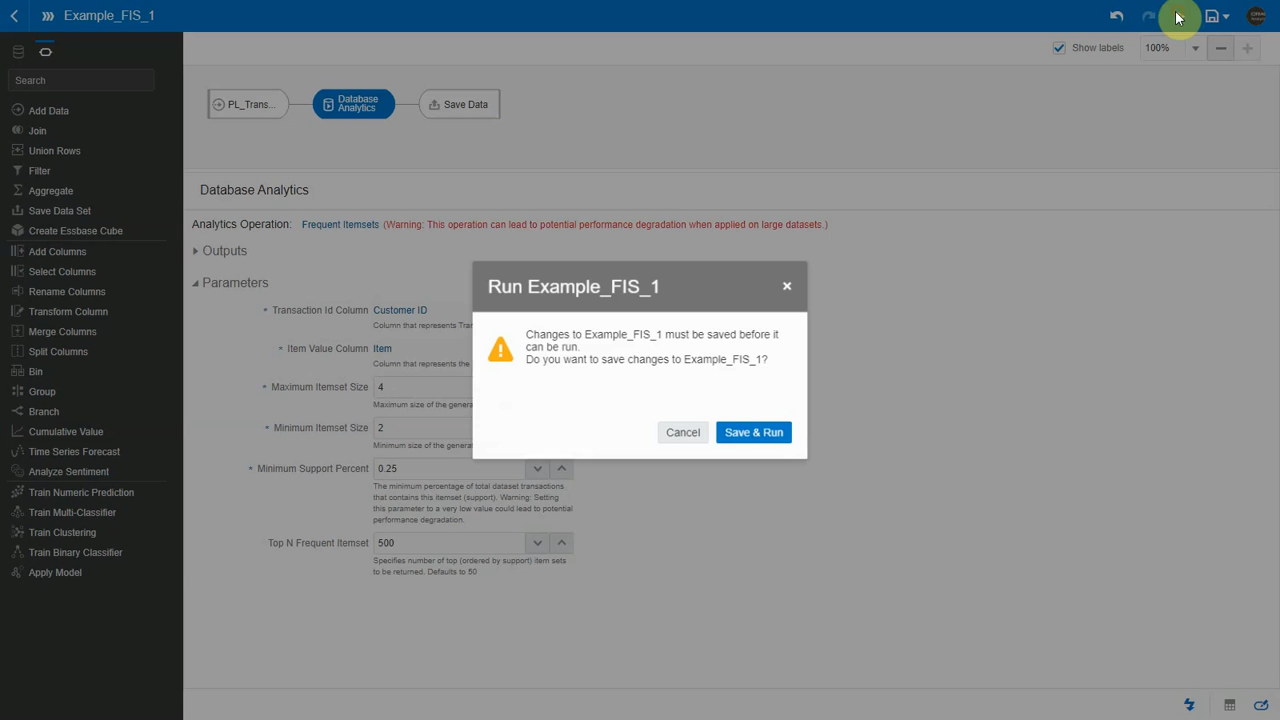 Example_FIS_1
Show labels
100%
Search
Add Data
Join
Union Rows
Filter
Aggregate
Save Data Set
Create Essbase Cube
Add Columns
Select Columns
Rename Columns
Transform Column
Merge Columns
Split Columns
Bin
Group
Branch
Cumulative Value
Time Series Forecast
Analyze Sentiment
Train Numeric Prediction
Train Multi-Classifier
Train Clustering
Train Binary Classifier
Apply Model
PL_Trans...
Database
Analytics
Save Data
Database Analytics
Analytics Operation: Frequent Itemsets (Warning: This operation can lead to potential performance degradation when applied on large datasets.)
Outputs
Parameters
* Transaction Id Column Customer ID
Column that represents Tra
* Item Value Column Item
Column that represents the
* Maximum Itemset Size 4
Maximum size of the genera
* Minimum Itemset Size 2
Minimum size of the gener
* Minimum Support Percent 0.25
The minimum percentage of total dataset transactions
that contains this itemset (support). Warning: Setting
this parameter to a very low value could lead to potential
performance degradation.
Top N Frequent Itemset 500
Specifies number of top (ordered by support) item sets
to be returned. Defaults to 50
Run Example_FIS_1
Changes to Example_FIS_1 must be saved before it
can be run.
Do you want to save changes to Example_FIS_1?
Cancel
Save & Run